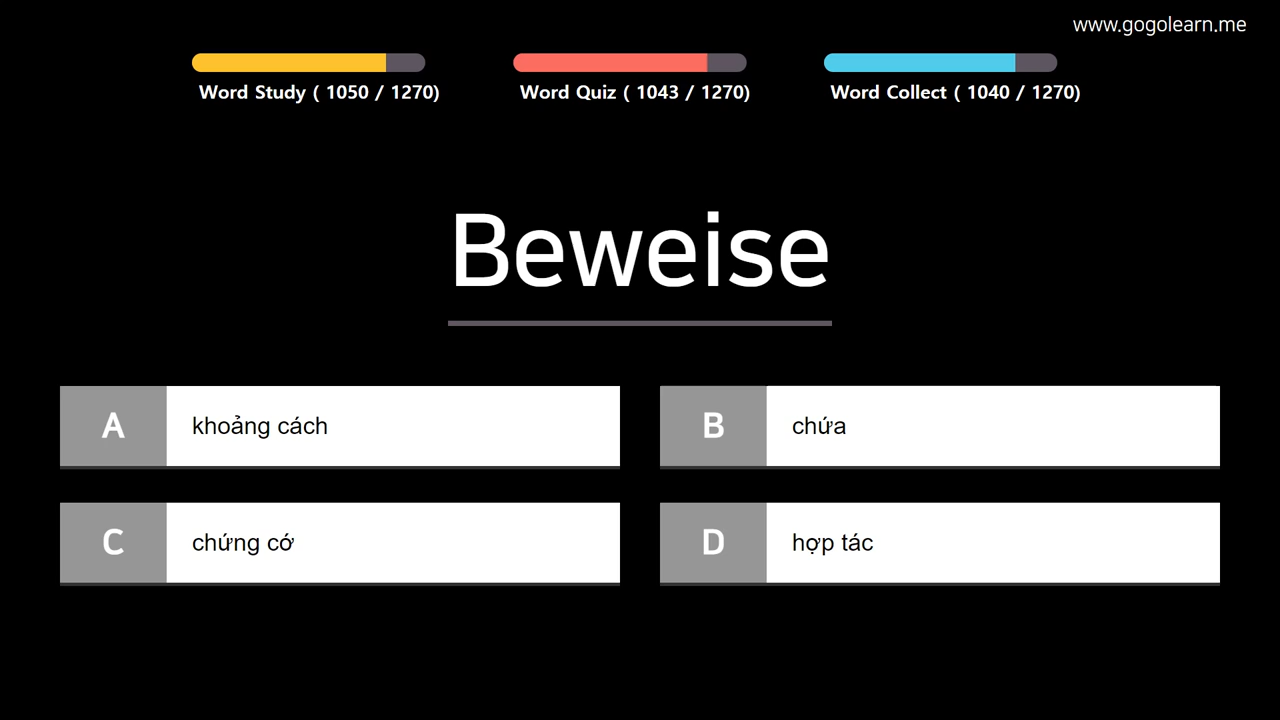 www.gogolearn.me
Word Study ( 1050 / 1270)
Word Quiz ( 1043 / 1270)
Word Collect ( 1040 / 1270)
Beweise
A khoảng cách
B chứa
C chứng cớ
D hợp tác